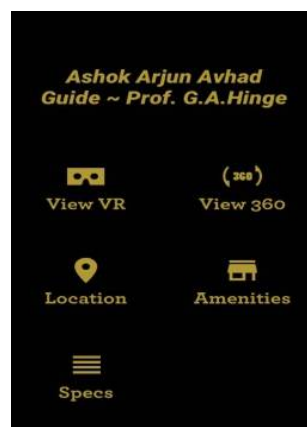 Ashok Arjun Avhad
Guide ~ Prof. G.A.Hinge
View VR
(360)
View 360
Location
Amenities
Specs